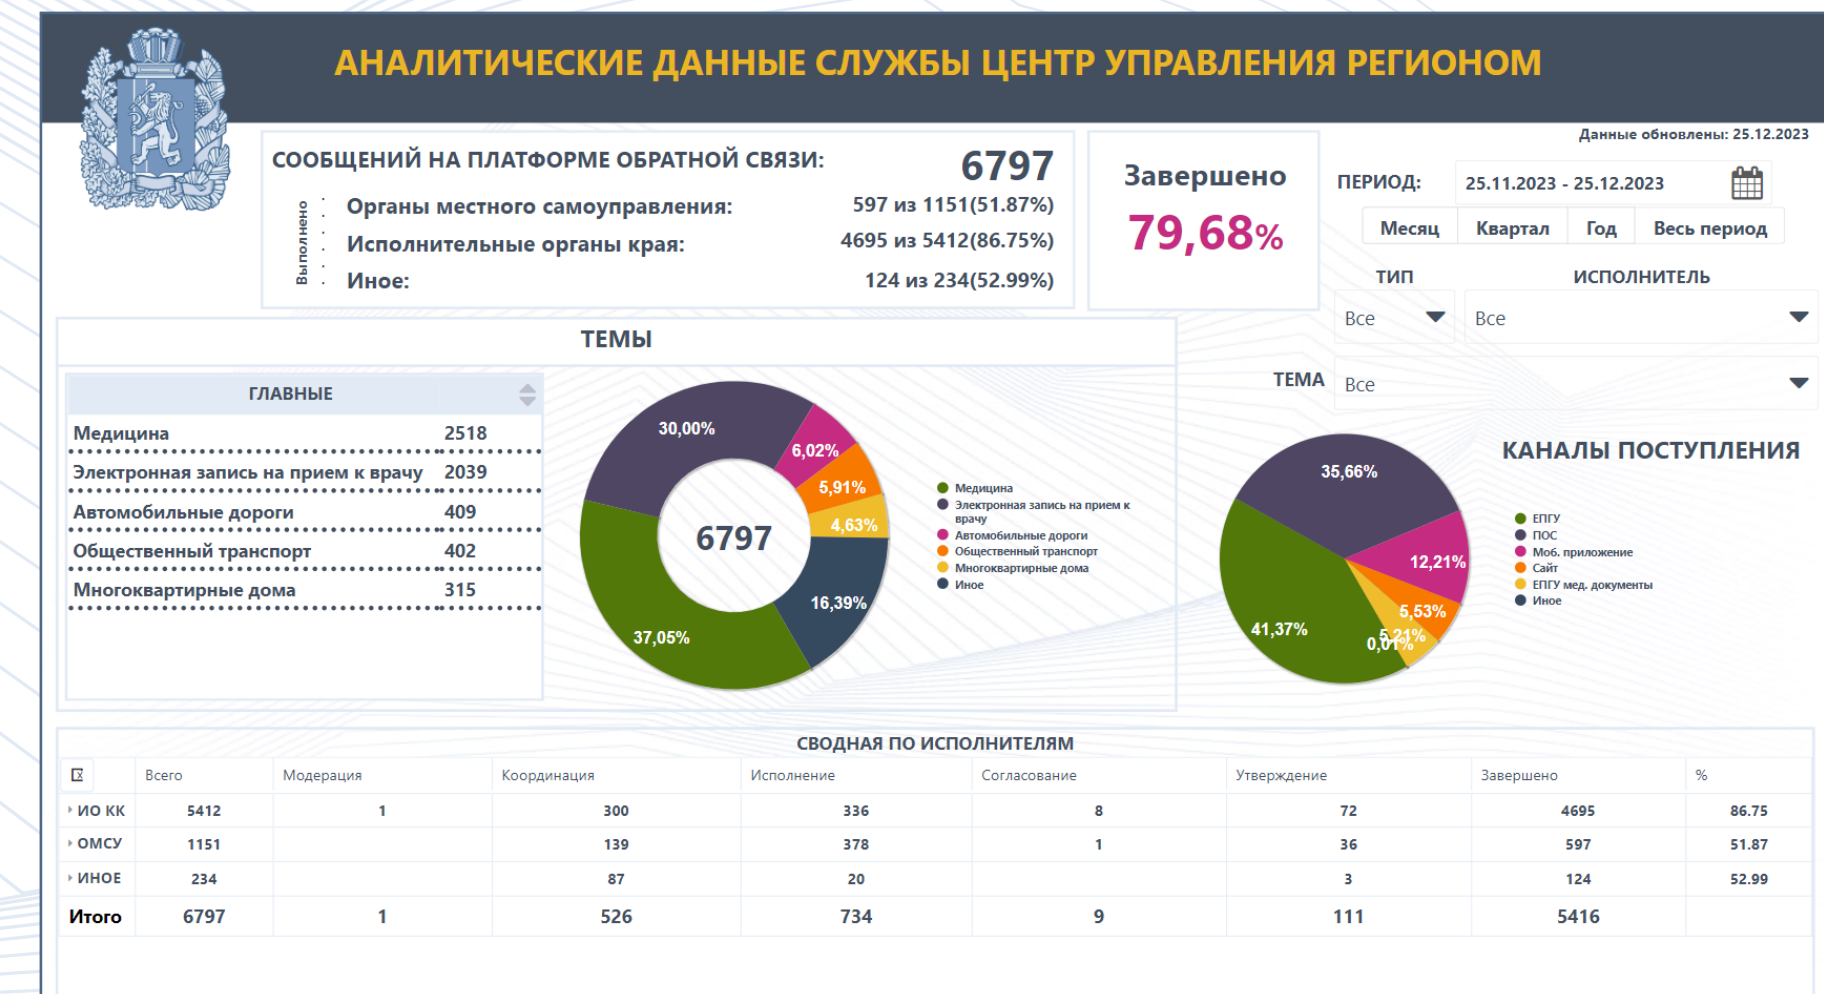 АНАЛИТИЧЕСКИЕ ДАННЫЕ СЛУЖБЫ ЦЕНТР УПРАВЛЕНИЯ РЕГИОНОМ
Данные обновлены: 25.12.2023
СООБЩЕНИЙ НА ПЛАТФОРМЕ ОБРАТНОЙ СВЯЗИ: 6797
Выполнено
Органы местного самоуправления: 597 из 1151(51.87%)
Исполнительные органы края: 4695 из 5412(86.75%)
Иное: 124 из 234(52.99%)
Завершено
79,68%
ПЕРИОД: 25.11.2023 - 25.12.2023
Месяц Квартал Год Весь период
ТИП ИСПОЛНИТЕЛЬ
Все Все
ТЕМА Все
ТЕМЫ
ГЛАВНЫЕ
Медицина 2518
Электронная запись на прием к врачу 2039
Автомобильные дороги 409
Общественный транспорт 402
Многоквартирные дома 315
30,00%
6,02%
5,91%
4,63%
6797
16,39%
37,05%
Медицина
Электронная запись на прием к
врачу
Автомобильные дороги
Общественный транспорт
Многоквартирные дома
Иное
КАНАЛЫ ПОСТУПЛЕНИЯ
35,66%
12,21%
5,53%
5,21%
0,01%
41,37%
ЕПГУ
ПОС
Моб. приложение
Сайт
ЕПГУ мед. документы
Иное
СВОДНАЯ ПО ИСПОЛНИТЕЛЯМ
Всего Модерация Координация Исполнение Согласование Утверждение Завершено %
ИО КК 5412 1 300 336 8 72 4695 86.75
ОМСУ 1151 139 378 1 36 597 51.87
ИНОЕ 234 87 20 3 124 52.99
Итого 6797 1 526 734 9 111 5416